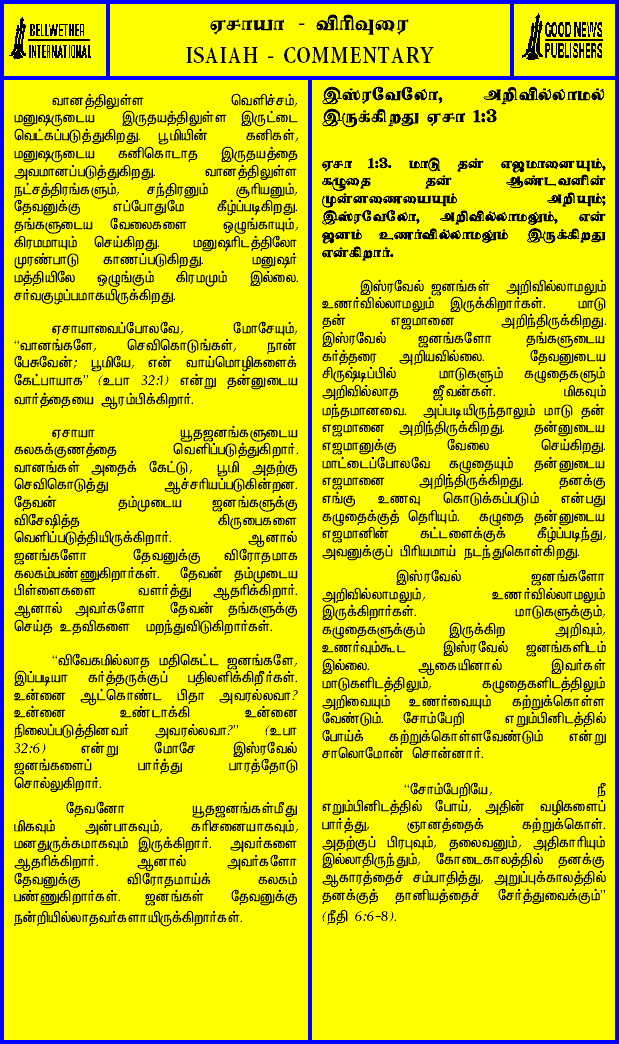 BELLWETHER
INTERNATIONAL
ஏசாயா - விரிவுரை
ISAIAH - COMMENTARY
GOOD NEWS
PUBLISHERS
வானத்திலுள்ள வெளிச்சம்,
மனுஷருடைய இருதயத்திலுள்ள இருட்டை
வெட்கப்படுத்துகிறது. பூமியின் கனிகள்,
மனுஷருடைய கனிகொடாத இருதயத்தை
அவமானப்படுத்துகிறது. வானத்திலுள்ள
நட்சத்திரங்களும், சந்திரனும் சூரியனும்,
தேவனுக்கு எப்போதுமே கீழ்ப்படிகிறது.
தங்களுடைய வேலைகளை ஒழுங்காயும்,
கிரமமாயும் செய்கிறது. மனுஷரிடத்திலோ
முரண்பாடு காணப்படுகிறது. மனுஷர்
மத்தியிலே ஒழுங்கும் கிரமமும் இல்லை.
சர்வகுழப்பமாகயிருக்கிறது.
ஏசாயாவைப்போலவே, மோசேயும்,
“வானங்களே, செவிகொடுங்கள், நான்
பேசுவேன்; பூமியே, என் வாய்மொழிகளைக்
கேட்பாயாக” (உபா 32:1) என்று தன்னுடைய
வார்த்தையை ஆரம்பிக்கிறார்.
ஏசாயா யூதஜனங்களுடைய
கலகக்குணத்தை வெளிப்படுத்துகிறார்.
வானங்கள் அதைக் கேட்டு, பூமி அதற்கு
செவிகொடுத்து ஆச்சரியப்படுகின்றன.
தேவன் தம்முடைய ஜனங்களுக்கு
விசேஷித்த கிருபைகளை
வெளிப்படுத்தியிருக்கிறார். ஆனால்
ஜனங்களோ தேவனுக்கு விரோதமாக
கலகம்பண்ணுகிறார்கள். தேவன் தம்முடைய
பிள்ளைகளை வளர்த்து ஆதரிக்கிறார்.
ஆனால் அவர்களோ தேவன் தங்களுக்கு
செய்த உதவிகளை மறந்துவிடுகிறார்கள்.
“விவேகமில்லாத மதிகெட்ட ஜனங்களே,
இப்படியா கர்த்தருக்குப் பதிலளிக்கிறீர்கள்.
உன்னை ஆட்கொண்ட பிதா அவரல்லவா?
உன்னை உண்டாக்கி உன்னை
நிலைப்படுத்தினவர் அவரல்லவா?” (உபா
32:6) என்று மோசே இஸ்ரவேல்
ஜனங்களைப் பார்த்து பாரத்தோடு
சொல்லுகிறார்.
தேவனோ யூதஜனங்கள்மீது
மிகவும் அன்பாகவும், கரிசனையாகவும்,
மனதுருக்கமாகவும் இருக்கிறார். அவர்களை
ஆதரிக்கிறார். ஆனால் அவர்களோ
தேவனுக்கு விரோதமாய்க் கலகம்
பண்ணுகிறார்கள். ஜனங்கள் தேவனுக்கு
நன்றியில்லாதவர்களாயிருக்கிறார்கள்.
இஸ்ரவேலோ, அறிவில்லாமல்
இருக்கிறது ஏசா 1:3
ஏசா 1:3. மாடு தன் எஜமானையும்,
கழுதை தன் ஆண்டவனின்
முன்னணையையும் அறியும்;
இஸ்ரவேலோ, அறிவில்லாமலும், என்
ஜனம் உணர்வில்லாமலும் இருக்கிறது
என்கிறார்.
இஸ்ரவேல் ஜனங்கள் அறிவில்லாமலும்
உணர்வில்லாமலும் இருக்கிறார்கள். மாடு
தன் எஜமானை அறிந்திருக்கிறது.
இஸ்ரவேல் ஜனங்களோ தங்களுடைய
கர்த்தரை அறியவில்லை. தேவனுடைய
சிருஷ்டிப்பில் மாடுகளும் கழுதைகளும்
அறிவில்லாத ஜீவன்கள். மிகவும்
மந்தமானவை. அப்படியிருந்தாலும் மாடு தன்
எஜமானை அறிந்திருக்கிறது. தன்னுடைய
எஜமானுக்கு வேலை செய்கிறது.
மாட்டைப்போலவே கழுதையும் தன்னுடைய
எஜமானை அறிந்திருக்கிறது. தனக்கு
எங்கு உணவு கொடுக்கப்படும் என்பது
கழுதைக்குத் தெரியும். கழுதை தன்னுடைய
எஜமானின் கட்டளைக்குக் கீழ்ப்படிந்து,
அவனுக்குப் பிரியமாய் நடந்துகொள்கிறது.
இஸ்ரவேல் ஜனங்களோ
அறிவில்லாமலும், உணர்வில்லாமலும்
இருக்கிறார்கள். மாடுகளுக்கும்,
கழுதைகளுக்கும் இருக்கிற அறிவும்,
உணர்வும்கூட இஸ்ரவேல் ஜனங்களிடம்
இல்லை. ஆகையினால் இவர்கள்
மாடுகளிடத்திலும், கழுதைகளிடத்திலும்
அறிவையும் உணர்வையும் கற்றுக்கொள்ள
வேண்டும். சோம்பேறி எறும்பினிடத்தில்
போய்க் கற்றுக்கொள்ளவேண்டும் என்று
சாலொமோன் சொன்னார்.
“சோம்பேறியே, நீ
எறும்பினிடத்தில் போய், அதின் வழிகளைப்
பார்த்து, ஞானத்தைக் கற்றுக்கொள்.
அதற்குப் பிரபுவும், தலைவனும், அதிகாரியும்
இல்லாதிருந்தும், கோடைகாலத்தில் தனக்கு
ஆகாரத்தைச் சம்பாதித்து, அறுப்புக்காலத்தில்
தனக்குத் தானியத்தைச் சேர்த்துவைக்கும்”
(நீதி 6:6-8).